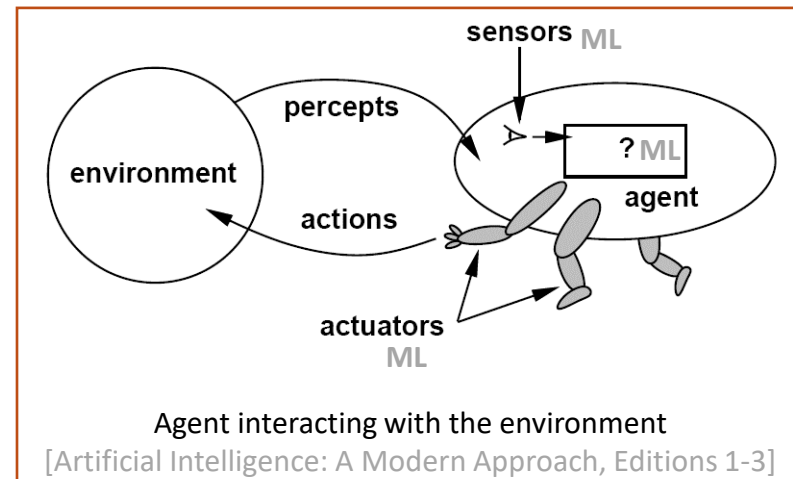 sensors ML
percepts
? ML
environment
agent
actions
actuators
ML
Agent interacting with the environment
[Artificial Intelligence: A Modern Approach, Editions 1-3]